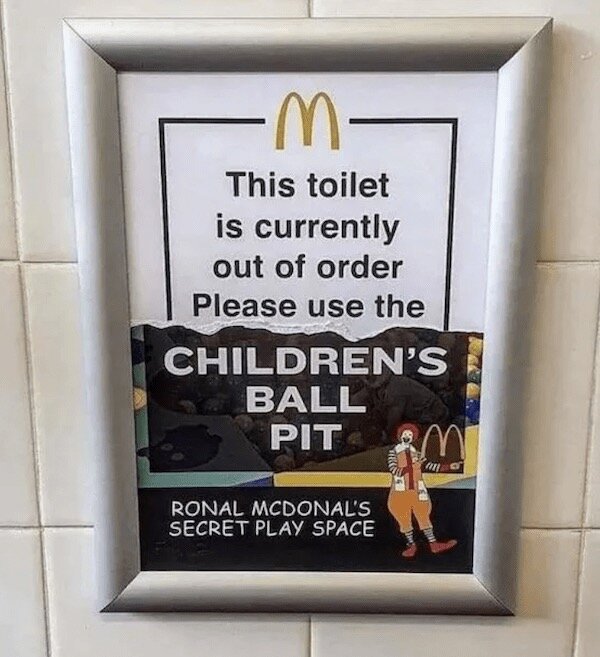 This toilet
is currently
out of order
Please use the
CHILDREN'S
BALL
PIT
RONAL MCDONAL'S
SECRET PLAY SPACE